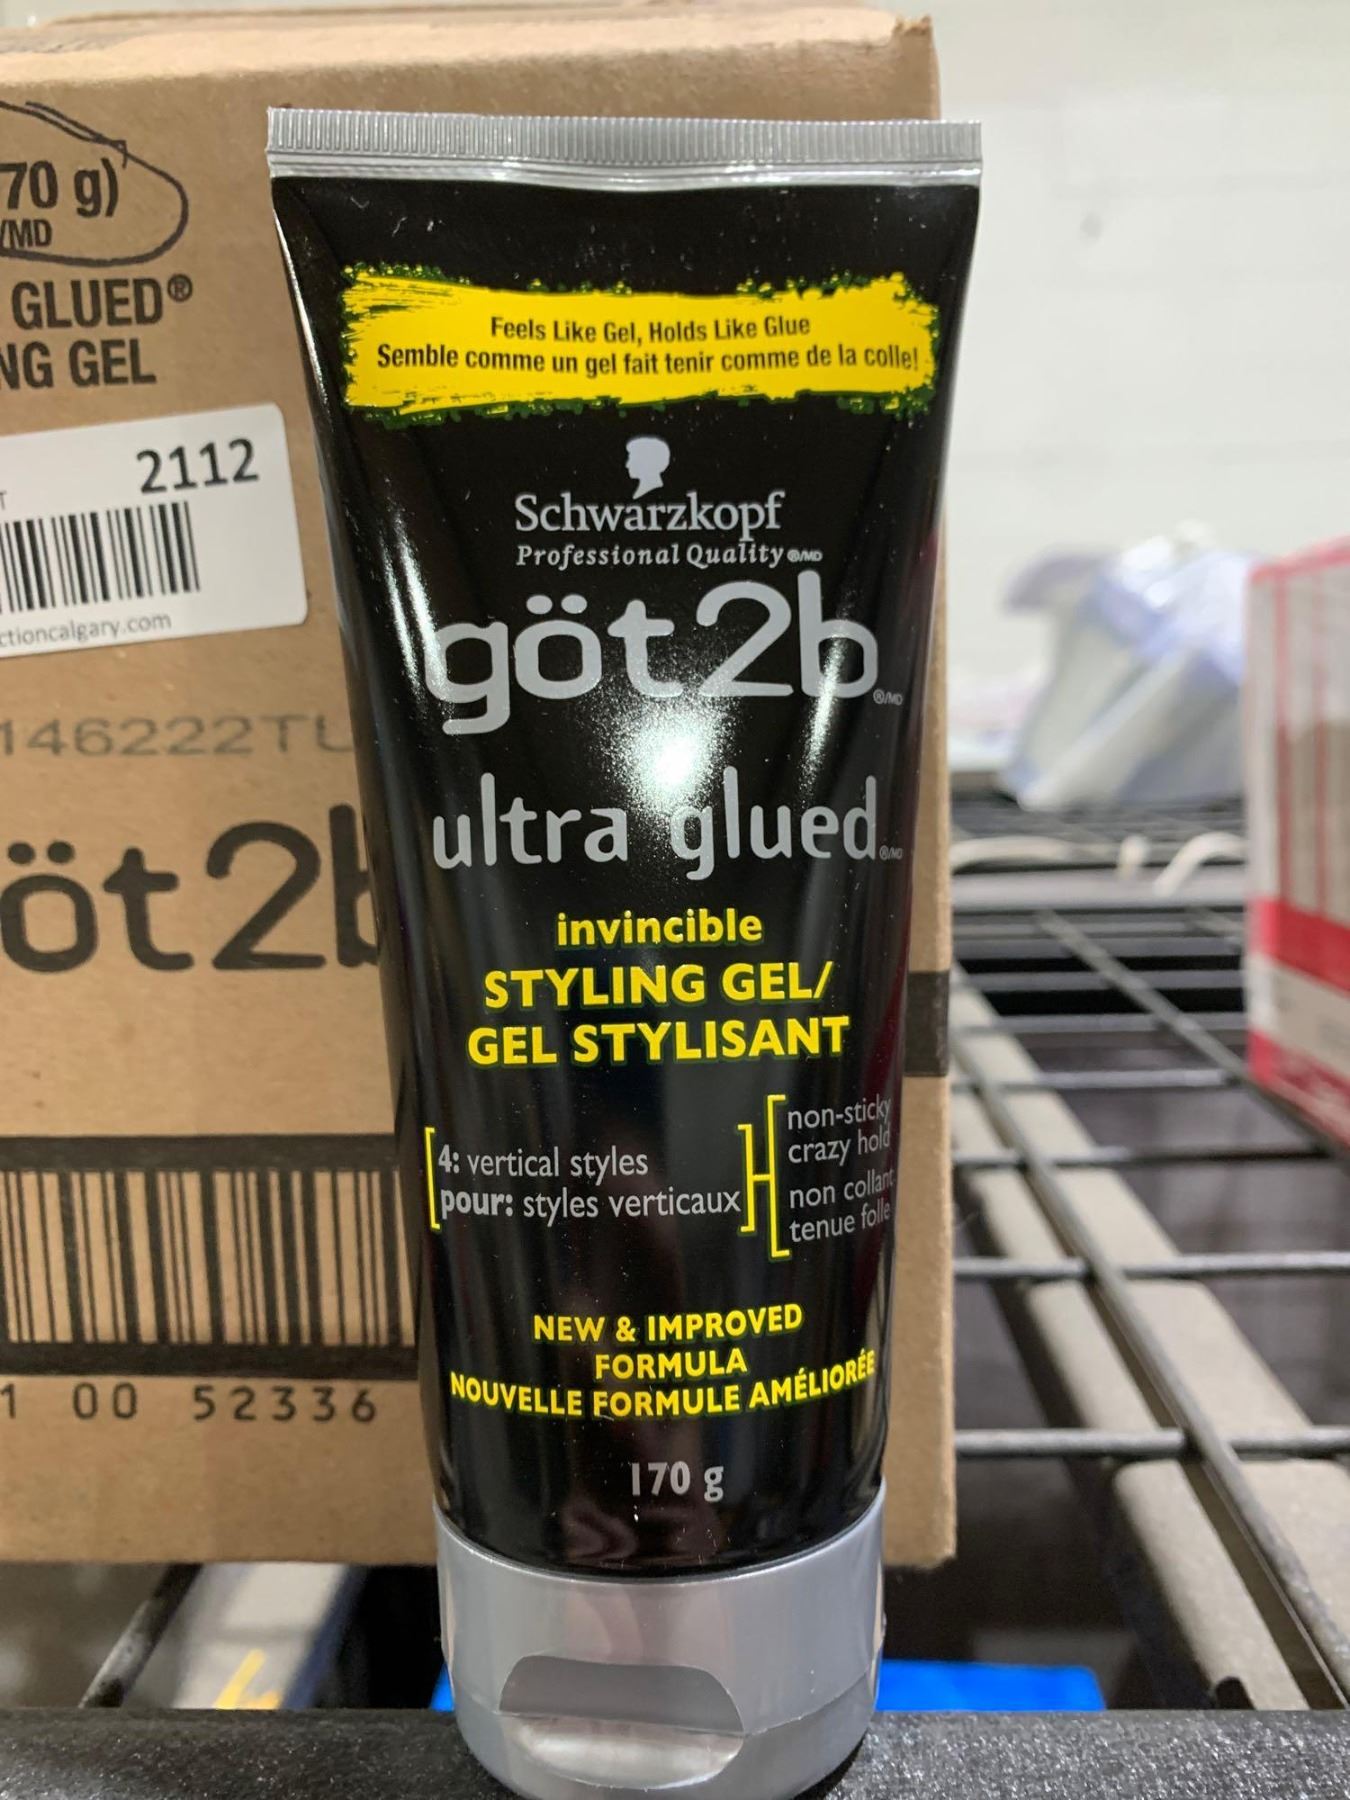 70 g)
/MD
GLUED®
NG GEL
2112
ctioncalgary.com
146222TU
öt2b
1 00 52336
Feels Like Gel, Holds Like Glue
Semble comme un gel fait tenir comme de la colle!
Schwarzkopf
Professional Quality ®/MD
göt2b ®/MD
ultra glued ®/MD
invincible
STYLING GEL/
GEL STYLISANT
4: vertical styles
pour: styles verticaux
non-sticky
crazy hold
non collant
tenue folle
NEW & IMPROVED
FORMULA
NOUVELLE FORMULE AMÉLIORÉE
170 g